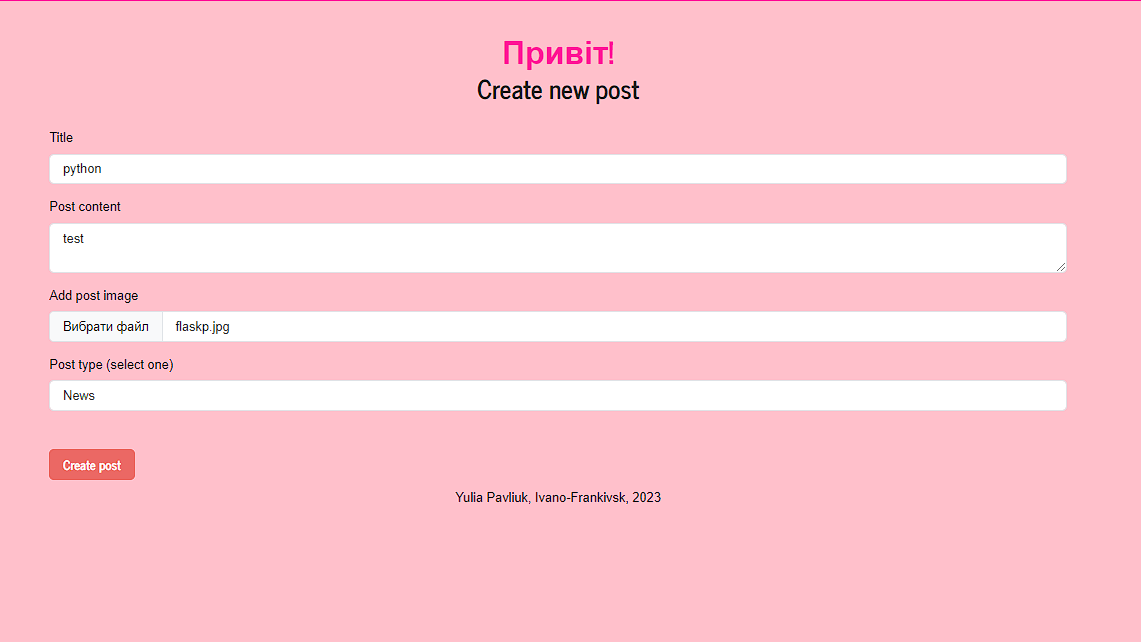 Привіт!
Create new post
Title
python
Post content
test
Add post image
Вибрати файл flaskp.jpg
Post type (select one)
News
Create post
Yulia Pavliuk, Ivano-Frankivsk, 2023